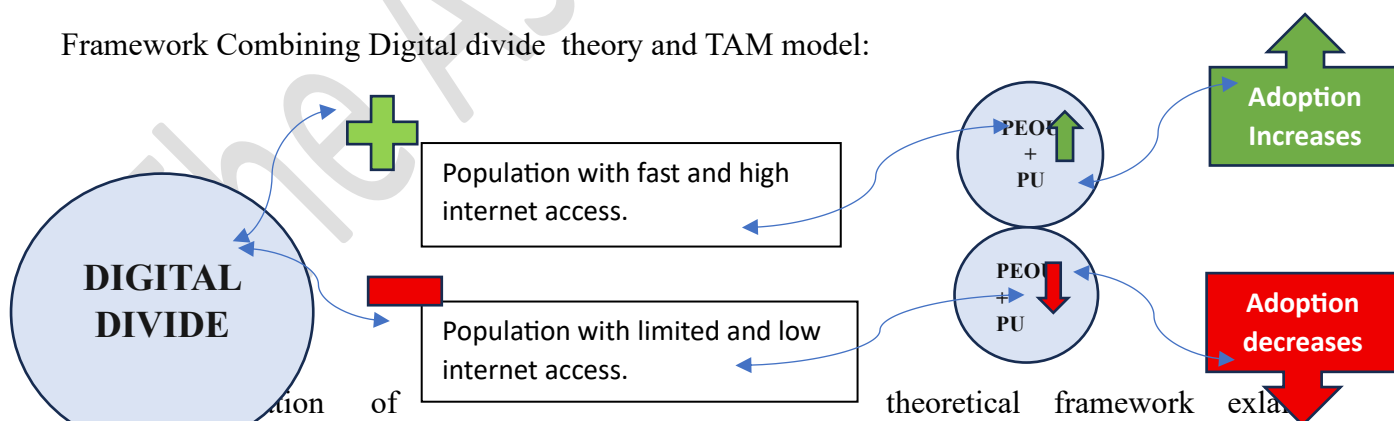 Framework Combining Digital divide theory and TAM model:
Adoption
Increases
PEOU
+
PU
Population with fast and high
internet access.
DIGITAL
DIVIDE
PEOU
+
PU
Adoption
decreases
Population with limited and low
internet access.
of theoretical framework
The